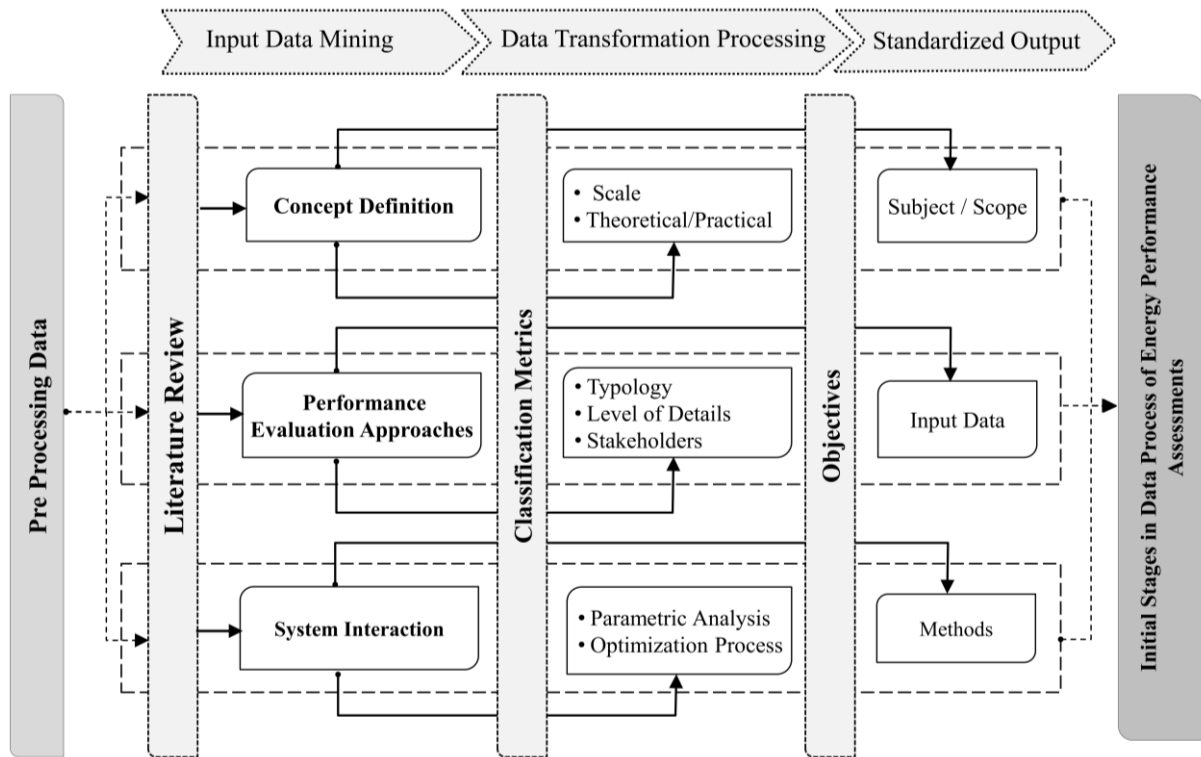 Input Data Mining
Data Transformation Processing
Standardized Output
Pre Processing Data
Literature Review
Concept Definition
Performance
Evaluation Approaches
System Interaction
Classification Metrics
• Scale
• Theoretical/Practical
• Typology
• Level of Details
• Stakeholders
• Parametric Analysis
• Optimization Process
Objectives
Subject / Scope
Input Data
Methods
Initial Stages in Data Process of Energy Performance
Assessments